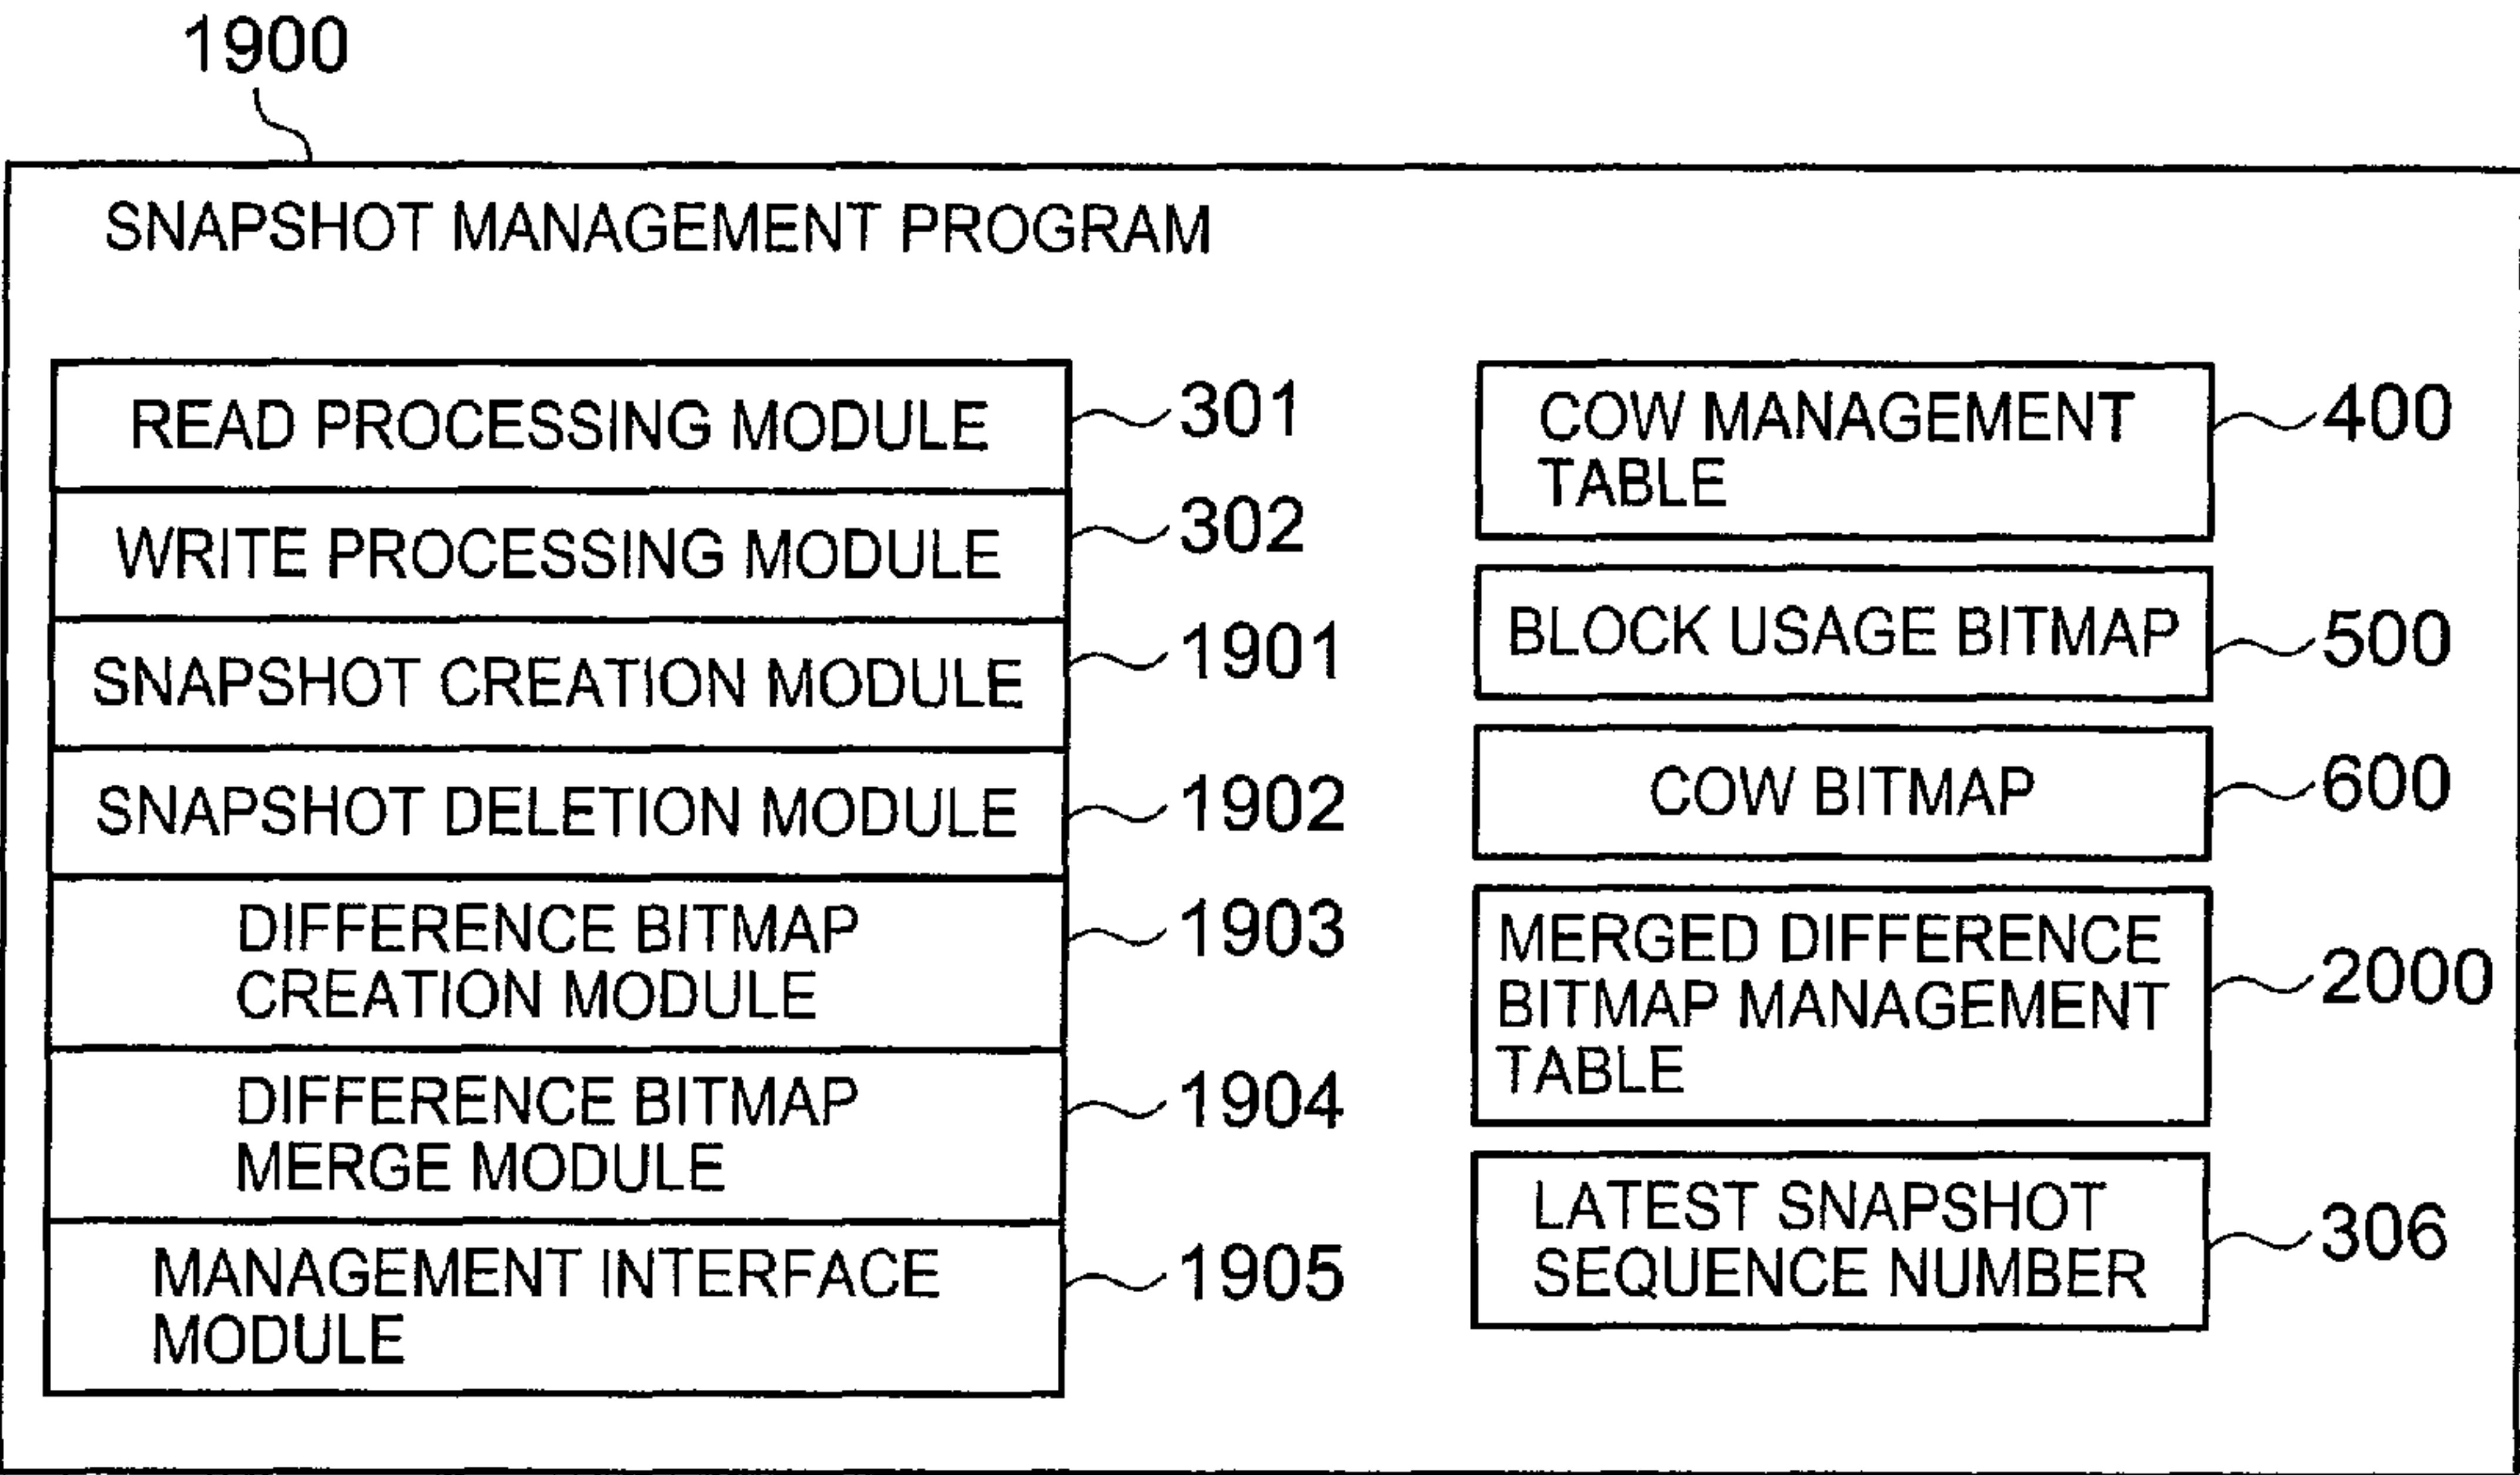 1900
SNAPSHOT MANAGEMENT PROGRAM
READ PROCESSING MODULE
301
WRITE PROCESSING MODULE
302
SNAPSHOT CREATION MODULE
1901
SNAPSHOT DELETION MODULE
1902
DIFFERENCE BITMAP
CREATION MODULE
1903
DIFFERENCE BITMAP
MERGE MODULE
1904
MANAGEMENT INTERFACE
MODULE
1905
COW MANAGEMENT
TABLE
400
BLOCK USAGE BITMAP
500
COW BITMAP
600
MERGED DIFFERENCE
BITMAP MANAGEMENT
TABLE
2000
LATEST SNAPSHOT
SEQUENCE NUMBER
306